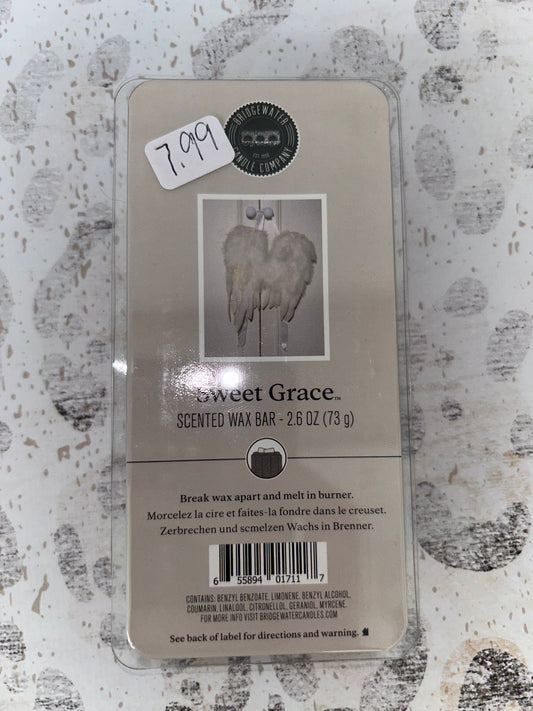 7.99
BRIDGEWATER
CANDLE COMPANY
Sweet Grace™
SCENTED WAX BAR - 2.6 OZ (73 g)
Break wax apart and melt in burner.
Morcelez la cire et faites-la fondre dans le creuset.
Zerbrechen und scmelzen Wachs in Brenner.
6 55894 01711 7
CONTAINS: BENZYL BENZOATE, LIMONENE, BENZYL ALCOHOL,
COUMARIN, LINALOOL, CITRONELLOL, GERANIOL, MYRCENE.
FOR MORE INFO VISIT BRIDGEWATERCANDLES.COM
See back of label for directions and warning.